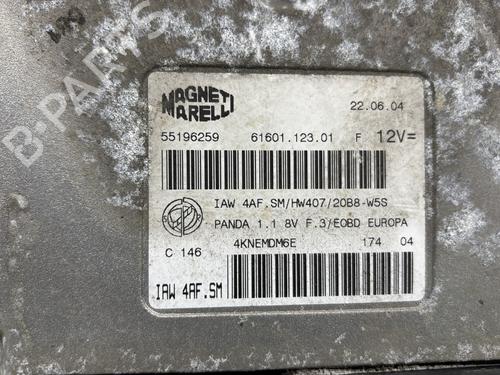 MAGNETI
MARELLI
22.06.04
55196259 61601.123.01 F 12V=
IAW 4AF.SM/HW407/20B8-W5S
PANDA 1.1 8V F.3/EOBD EUROPA
C 146 4KNEMDM6E 174 04
IAW 4AF.SM
B-PARTS